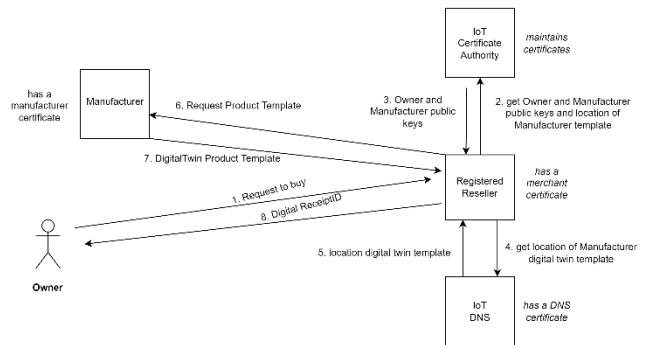 IoT
Certificate
Authority
maintains
certificates
has a
manufacturer
certificate
Manufacturer
6. Request Product Template
3. Owner and
Manufacturer public
keys
2. get Owner and Manufacturer
public keys and location of
Manufacturer template
7. DigitalTwin Product Template
1. Request to buy
8. Digital ReceiptID
Registered
Reseller
has a
merchant
certificate
Owner
5. location digital twin template
4. get location of Manufacturer
digital twin template
IoT
DNS
has a DNS
certificate